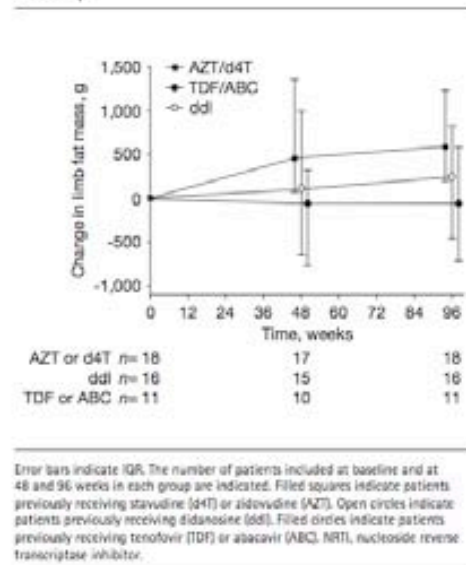 1,500
1,000
500
0
-500
-1,000
Change in limb fat mass, g
AZT/d4T
TDF/ABC
ddI
0 12 24 36 48 60 72 84 96
Time, weeks
AZT or d4T n= 18 17 18
ddI n= 16 15 16
TDF or ABC n= 11 10 11
Error bars indicate IQR. The number of patients included at baseline and at
48 and 96 weeks in each group are indicated. Filled squares indicate patients
previously receiving stavudine (d4T) or zidovudine (AZT). Open circles indicate
patients previously receiving didanosine (ddI). Filled circles indicate patients
previously receiving tenofovir (TDF) or abacavir (ABC). NRTI, nucleoside reverse
transcriptase inhibitor.